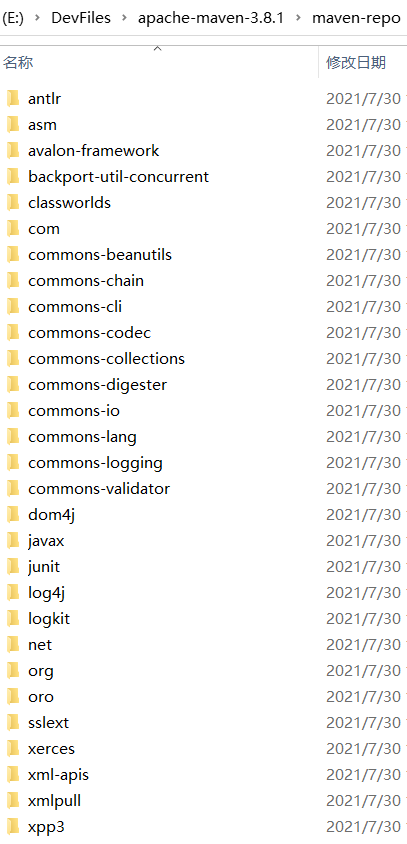 (E:) › DevFiles › apache-maven-3.8.1 › maven-repo
名称 修改日期
antlr 2021/7/30
asm 2021/7/30
avalon-framework 2021/7/30
backport-util-concurrent 2021/7/30
classworlds 2021/7/30
com 2021/7/30
commons-beanutils 2021/7/30
commons-chain 2021/7/30
commons-cli 2021/7/30
commons-codec 2021/7/30
commons-collections 2021/7/30
commons-digester 2021/7/30
commons-io 2021/7/30
commons-lang 2021/7/30
commons-logging 2021/7/30
commons-validator 2021/7/30
dom4j 2021/7/30
javax 2021/7/30
junit 2021/7/30
log4j 2021/7/30
logkit 2021/7/30
net 2021/7/30
org 2021/7/30
oro 2021/7/30
sslext 2021/7/30
xerces 2021/7/30
xml-apis 2021/7/30
xmlpull 2021/7/30
xpp3 2021/7/30